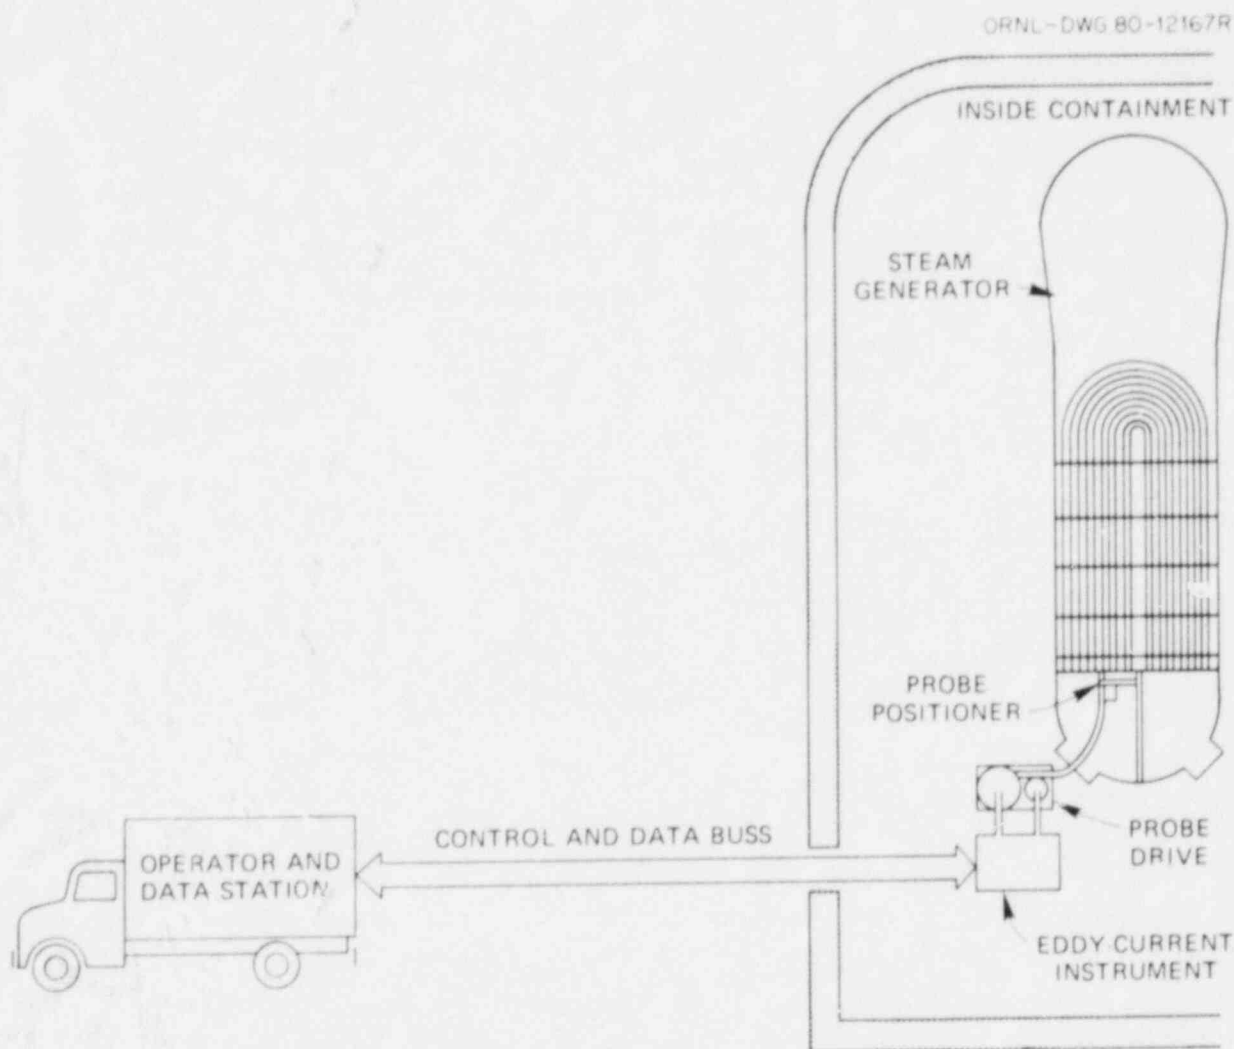 ORNL-DWG 80-12167R
INSIDE CONTAINMENT
STEAM
GENERATOR
PROBE
POSITIONER
CONTROL AND DATA BUSS
OPERATOR AND
DATA STATION
PROBE
DRIVE
EDDY-CURRENT
INSTRUMENT